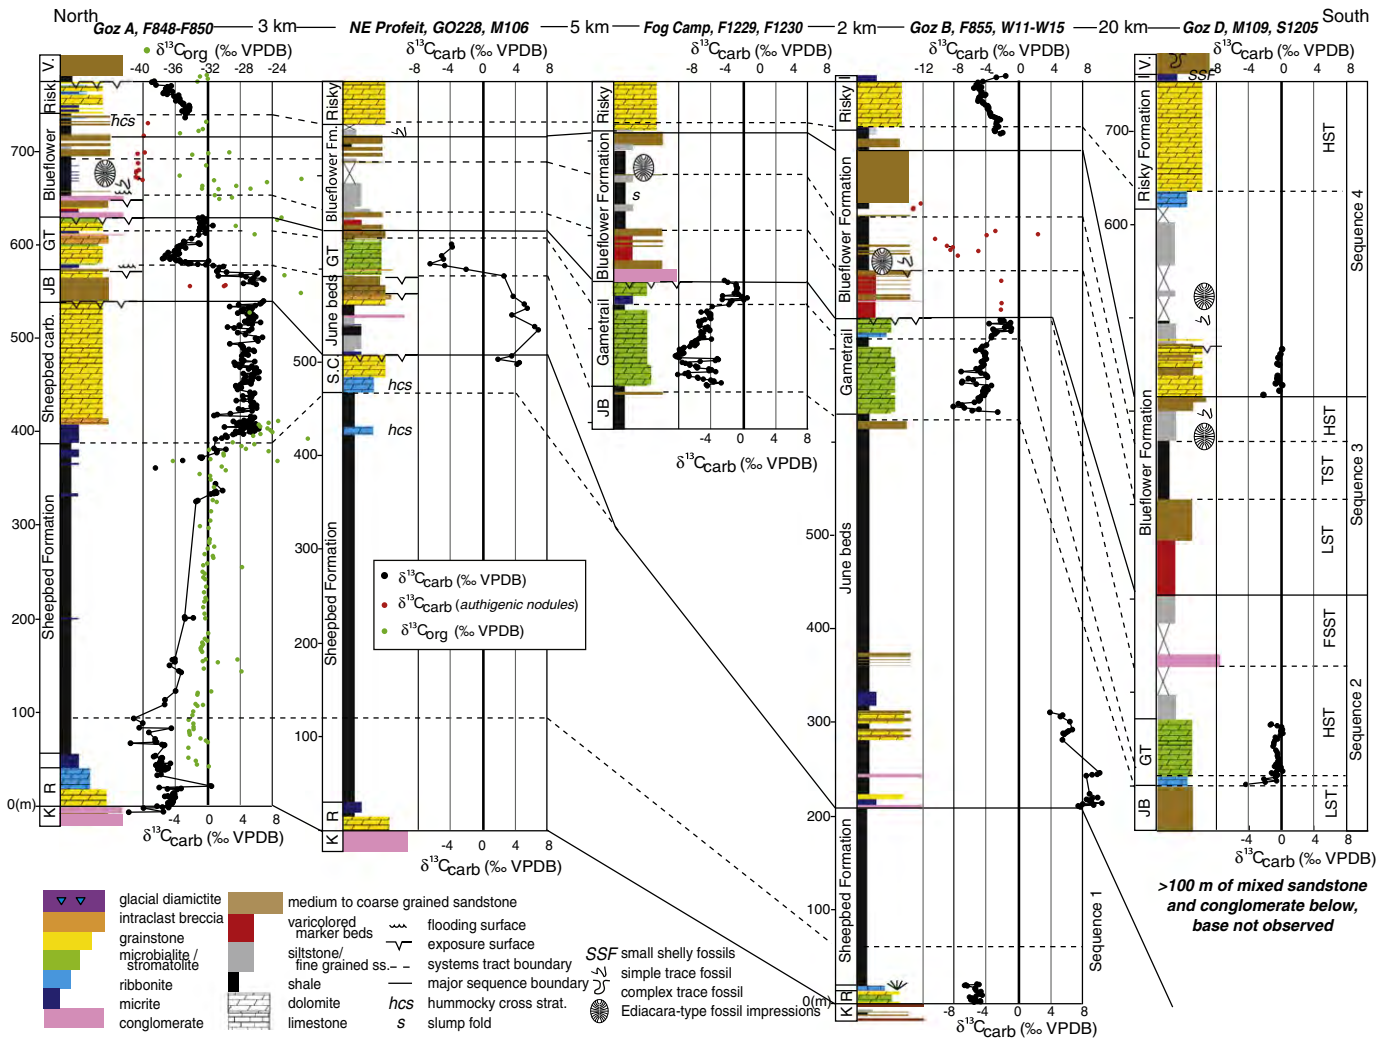 North
South
Goz A, F848-F850
3 km
NE Profeit, GO228, M106
5 km
Fog Camp, F1229, F1230
2 km
Goz B, F855, W11-W15
20 km
Goz D, M109, S1205
δ13Corg (‰ VPDB)
-40 -36 -32 -28 -24
V.
Risk.
Blueflower
GT
JB
Sheepbed carb.
Sheepbed Formation
R
K
700
600
500
400
300
200
100
0(m)
hcs
-4 0 4 8
δ13Ccarb (‰ VPDB)
δ13Ccarb (‰ VPDB)
-8 -4 0 4 8
Risky
Blueflower Fm.
GT
June beds
S.C.
Sheepbed Formation
R
K
500
400
300
200
100
hcs
hcs
-8 -4 0 4 8
δ13Ccarb (‰ VPDB)
δ13Ccarb (‰ VPDB)
δ13Ccarb (authigenic nodules)
δ13Corg (‰ VPDB)
δ13Ccarb (‰ VPDB)
-8 -4 0 4 8
Risky
Blueflower Formation
Gametrail
JB
s
-4 0 4 8
δ13Ccarb (‰ VPDB)
δ13Ccarb (‰ VPDB)
-12 -8 -4 0 4 8
I
Risky
Blueflower Formation
Gametrail
June beds
Sheepbed Formation
R
K
500
400
300
200
100
0(m)
Sequence 1
-8 -4 0 4 8
δ13Ccarb (‰ VPDB)
δ13Ccarb (‰ VPDB)
-8 -4 0 4 8
V.
I
SSF
Risky Formation
Blueflower Formation
GT
JB
700
600
HST
HST
TST
LST
FSST
HST
LST
Sequence 4
Sequence 3
Sequence 2
-4 0 4 8
δ13Ccarb (‰ VPDB)
>100 m of mixed sandstone
and conglomerate below,
base not observed
glacial diamictite
intraclast breccia
grainstone
microbialite /
stromatolite
ribbonite
micrite
conglomerate
medium to coarse grained sandstone
varicolored
marker beds
siltstone/
fine grained ss.
shale
dolomite
limestone
flooding surface
exposure surface
systems tract boundary
major sequence boundary
hcs hummocky cross strat.
s slump fold
SSF small shelly fossils
simple trace fossil
complex trace fossil
Ediacara-type fossil impressions